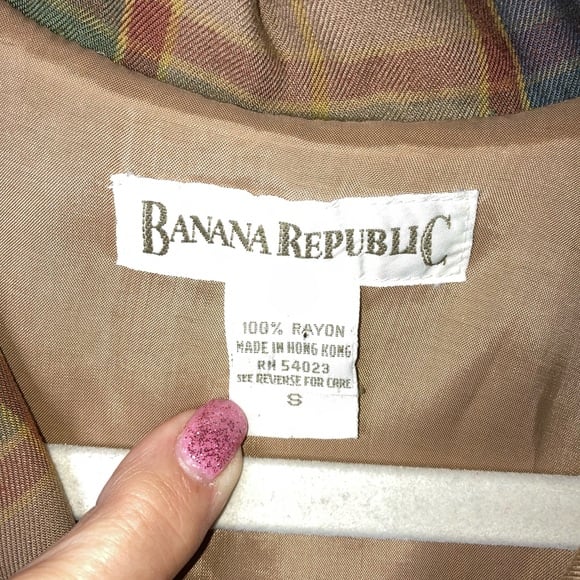 BANANA REPUBLIC
100% RAYON
MADE IN HONG KONG
RN 54023
SEE REVERSE FOR CARE
S